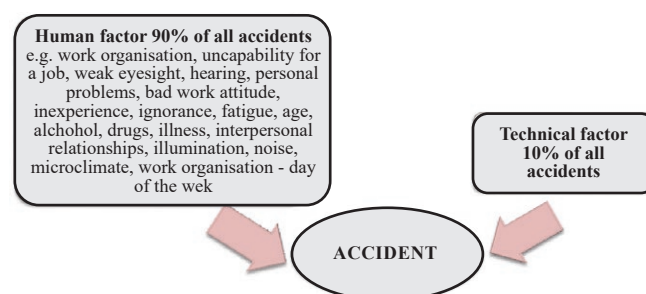 Human factor 90% of all accidents
e.g. work organisation, uncapability for
a job, weak eyesight, hearing, personal
problems, bad work attitude,
inexperience, ignorance, fatigue, age,
alchohol, drugs, illness, interpersonal
relationships, illumination, noise,
microclimate, work organisation - day
of the wek
Technical factor
10% of all
accidents
ACCIDENT